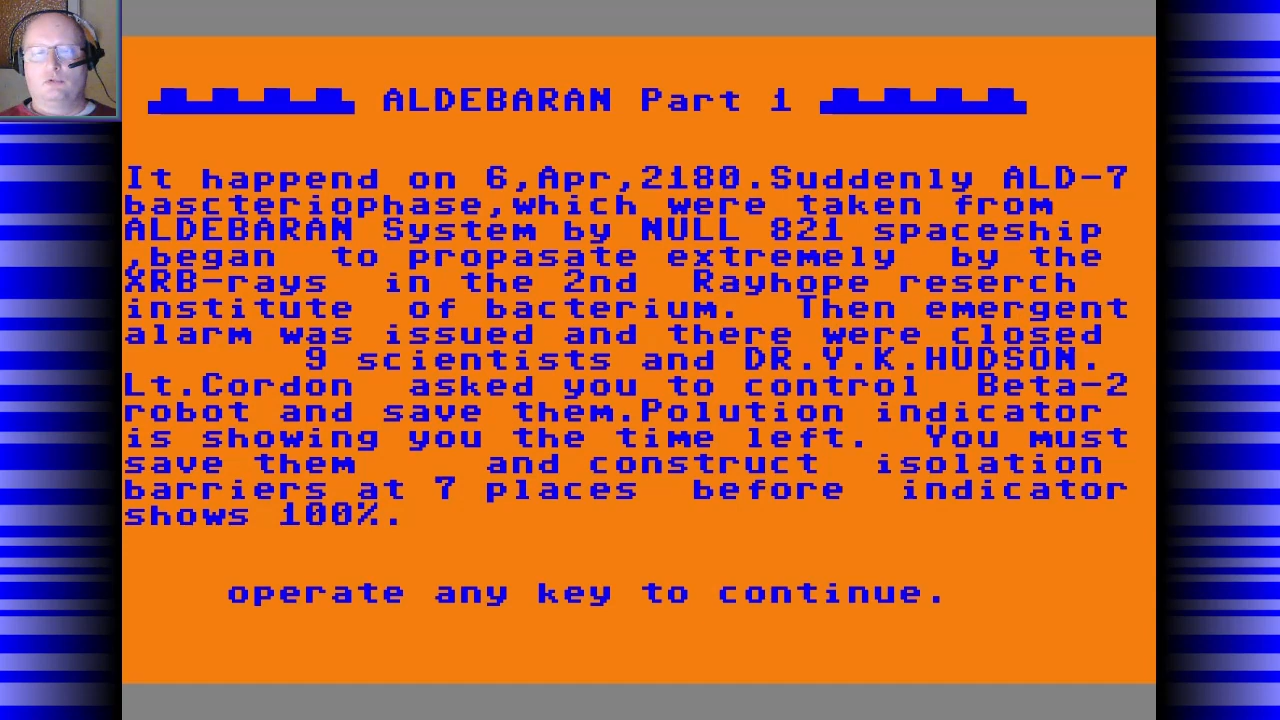 ALDEBARAN Part 1
It happend on 6,Apr,2180.Suddenly ALD-7
bascteriophase,which were taken from
ALDEBARAN System by NULL 821 spaceship
,began to propasate extremely by the
XRB-rays in the 2nd Rayhope reserch
institute of bacterium. Then emergent
alarm was issued and there were closed
9 scientists and DR.Y.K.HUDSON.
Lt.Cordon asked you to control Beta-2
robot and save them.Polution indicator
is showing you the time left. You must
save them and construct isolation
barriers at 7 places before indicator
shows 100%.
operate any key to continue.